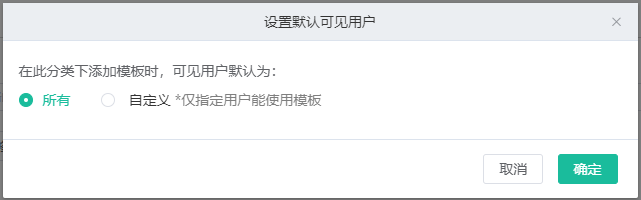 设置默认可见用户
在此分类下添加模板时，可见用户默认为：
所有 自定义 *仅指定用户能使用模板
取消 确定